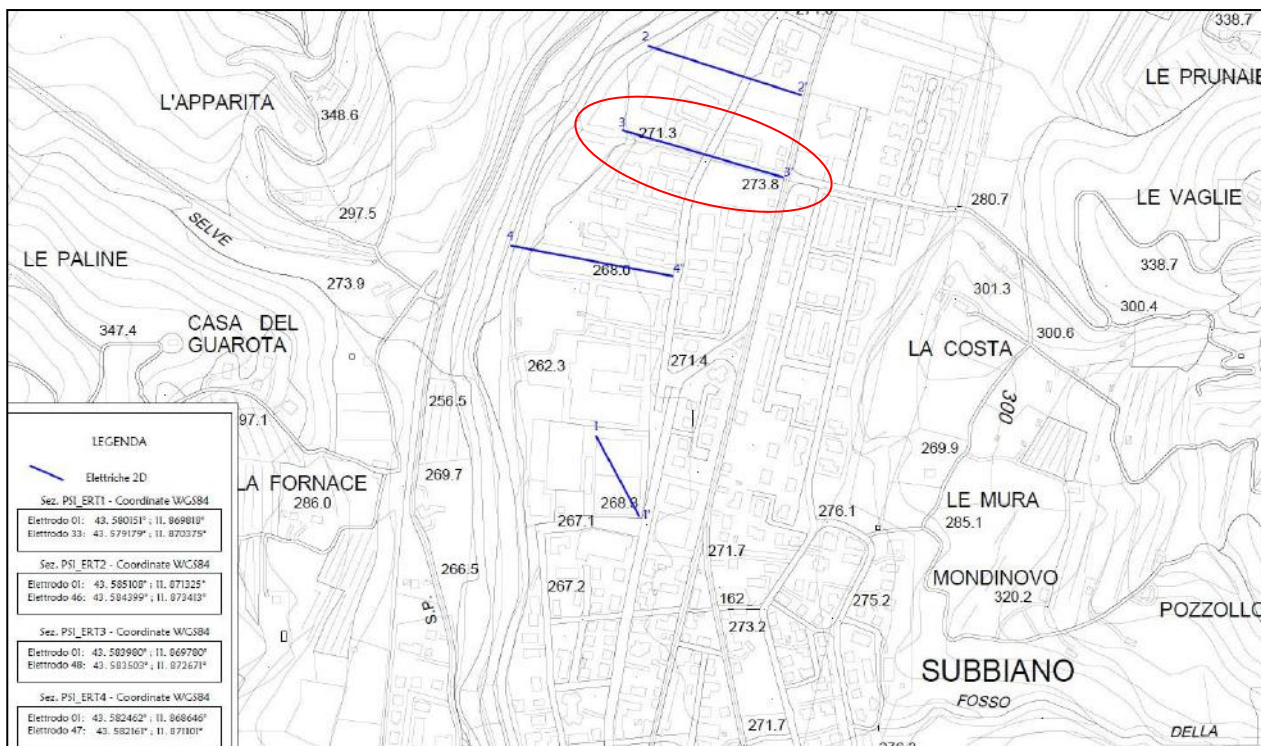 338.7
LE PRUNAIE
2
L'APPARITA
348.6
2'
3
271.3
3'
273.8
280.7
LE VAGLIE
297.5
SELVE
4
LE PALINE
268.0
4'
338.7
273.9
301.3
300.4
347.4
CASA DEL
GUAROTA
300.6
LA COSTA
262.3
271.4
256.5
300
97.1
1
LEGENDA
269.9
Elettriche 2D
269.7
LA FORNACE
286.0
268.3
1'
LE MURA
285.1
267.1
276.1
Sez. PSI_ERT1 - Coordinate WGS84
Elettrodo 01: 43.580151° ; 11.869818°
Elettrodo 33: 43.579179° ; 11.870375°
271.7
Sez. PSI_ERT2 - Coordinate WGS84
Elettrodo 01: 43.585108° ; 11.871325°
Elettrodo 46: 43.584399° ; 11.873413°
266.5
267.2
MONDINOVO
320.2
S.P.
162
275.2
POZZOLLO
273.2
Sez. PSI_ERT3 - Coordinate WGS84
Elettrodo 01: 43.583980° ; 11.869780°
Elettrodo 48: 43.583503° ; 11.872671°
SUBBIANO
FOSSO
Sez. PSI_ERT4 - Coordinate WGS84
Elettrodo 01: 43.582462° ; 11.868646°
Elettrodo 47: 43.582161° ; 11.871101°
271.7
DELLA